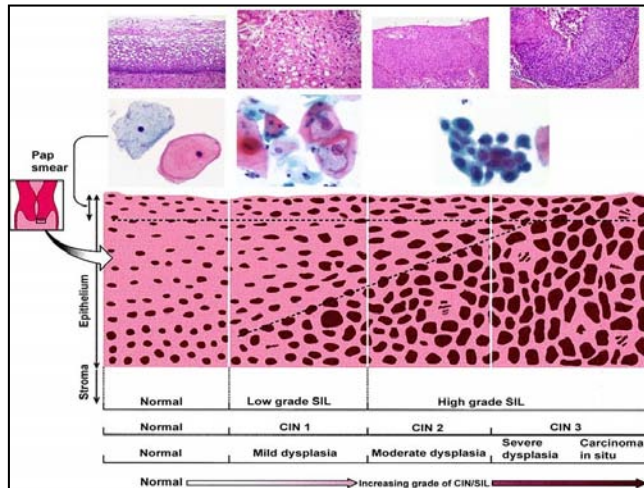 Pap
smear
Epithelium
Stroma
Normal Low grade SIL High grade SIL
Normal CIN 1 CIN 2 CIN 3
Normal Mild dysplasia Moderate dysplasia Severe dysplasia Carcinoma in situ
Normal Increasing grade of CIN/SIL